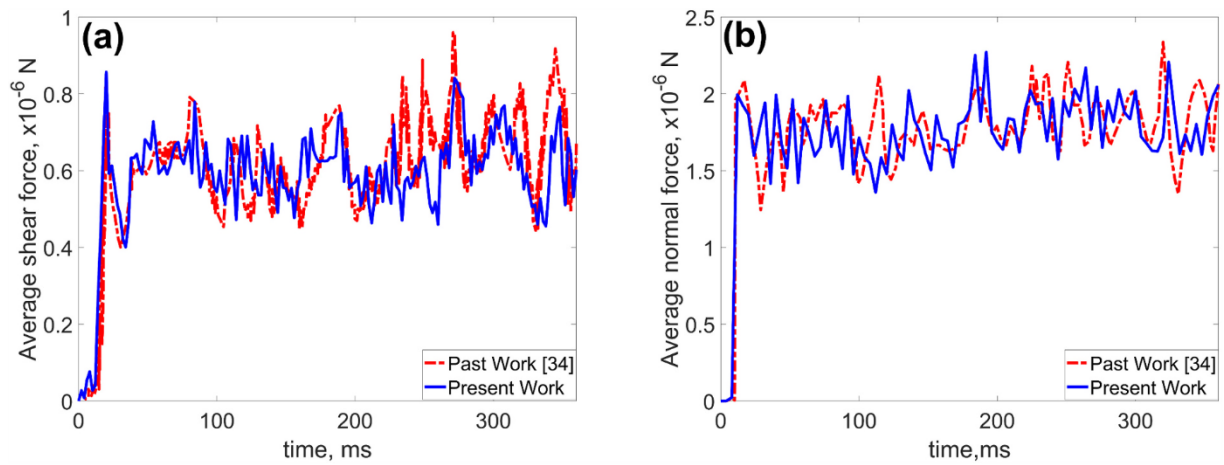 (a)
Average shear force, x10-6 N
1
0.8
0.6
0.4
0.2
0
0
100
200
300
time, ms
Past Work [34]
Present Work
(b)
Average normal force, x10-6 N
2.5
2
1.5
1
0.5
0
0
100
200
300
time,ms
Past Work [34]
Present Work